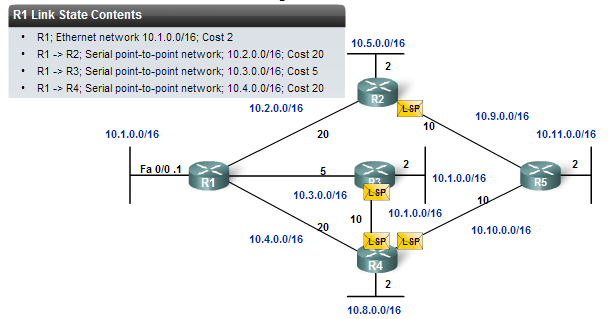 R1 Link State Contents
• R1; Ethernet network 10.1.0.0/16; Cost 2
• R1 -> R2; Serial point-to-point network; 10.2.0.0/16; Cost 20
• R1 -> R3; Serial point-to-point network; 10.3.0.0/16; Cost 5
• R1 -> R4; Serial point-to-point network; 10.4.0.0/16; Cost 20
10.5.0.0/16
2
R2
LSP
10.2.0.0/16
10
10.9.0.0/16
10.1.0.0/16
20
10.11.0.0/16
Fa 0/0 .1
R1
5
R3
2
10.1.0.0/16
R5
2
10.3.0.0/16
LSP
10
10.1.0.0/16
10
20
10.4.0.0/16
LSP
LSP
10.10.0.0/16
R4
2
10.8.0.0/16